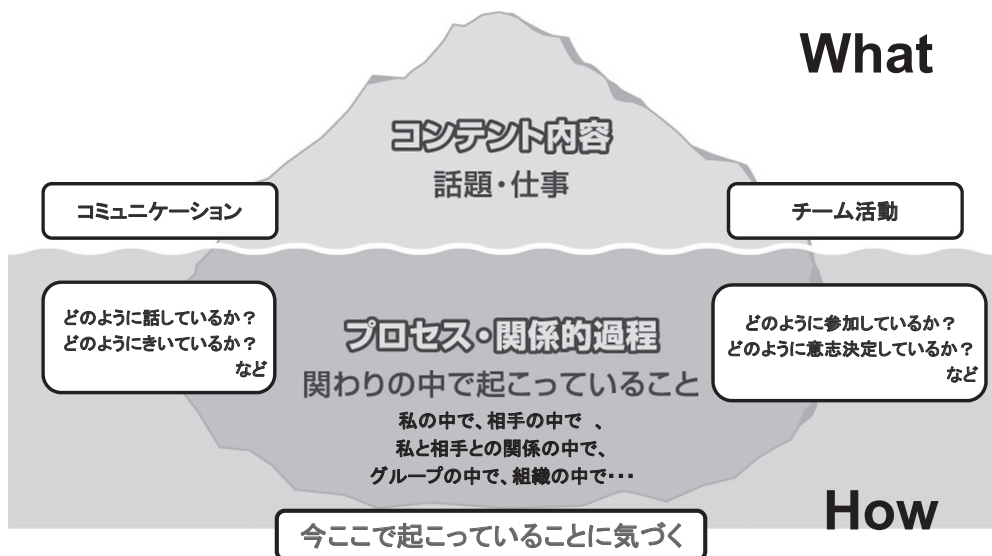 What
コンテント内容
話題・仕事
コミュニケーション
チーム活動
どのように話しているか?
どのようにきいているか?
など
プロセス・関係的過程
関わりの中で起こっていること
私の中で、相手の中で 、
私と相手との関係の中で、
グループの中で、組織の中で・・・
どのように参加しているか?
どのように意志決定しているか?
など
How
今ここで起こっていることに気づく